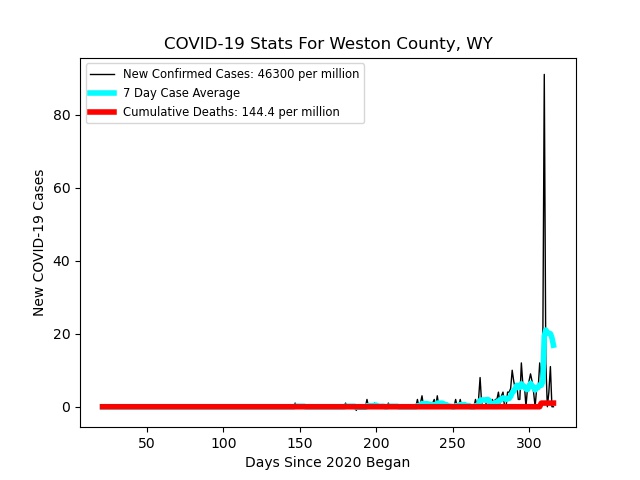 COVID-19 Stats For Weston County, WY
New Confirmed Cases: 46300 per million
7 Day Case Average
Cumulative Deaths: 144.4 per million
New COVID-19 Cases
80
60
40
20
0
50 100 150 200 250 300
Days Since 2020 Began